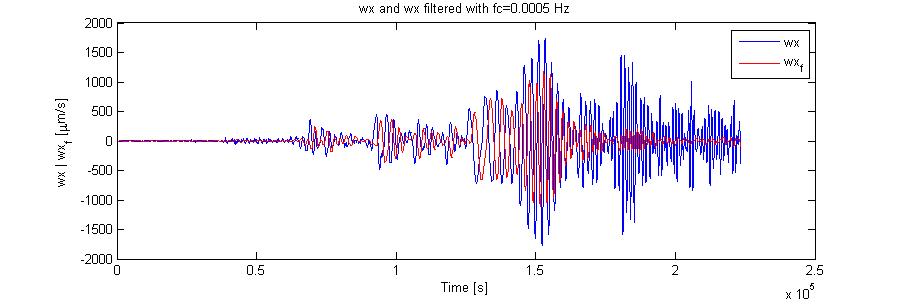 wx and wx filtered with fc=0.0005 Hz
wx | wx_f [μm/s]
2000
1500
1000
500
0
-500
-1000
-1500
-2000
wx
wx_f
0
0.5
1
1.5
2
2.5
Time [s]
x 10^5